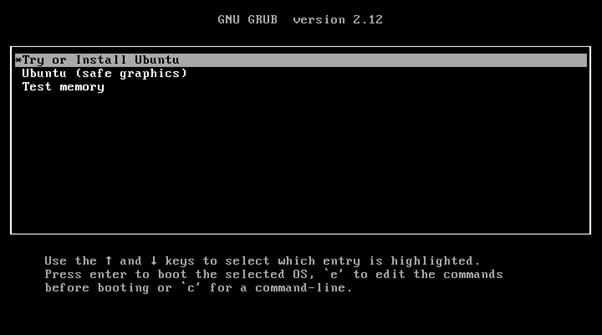 GNU GRUB  version 2.12
*Try or Install Ubuntu
Ubuntu (safe graphics)
Test memory
Use the ↑ and ↓ keys to select which entry is highlighted.
Press enter to boot the selected OS, `e' to edit the commands
before booting or `c' for a command-line.